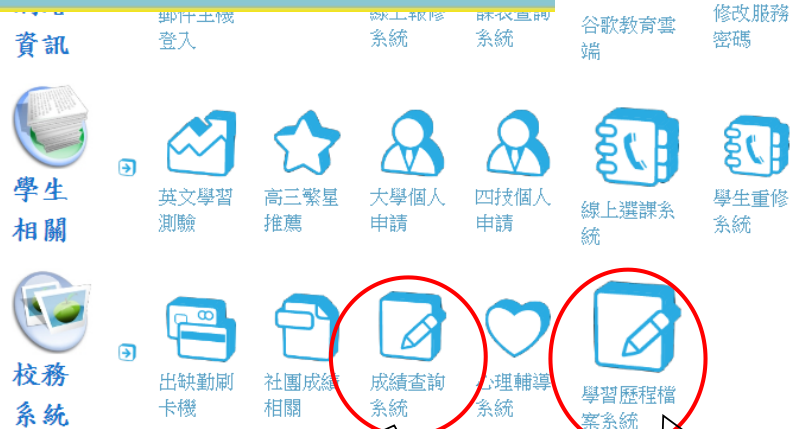 資訊
郵件主機
登入
線上報修
系統
課表查詢
系統
谷歌教育雲
端
修改服務
密碼
學生
相關
英文學習
測驗
高三繁星
推薦
大學個人
申請
四技個人
申請
線上選課系
統
學生重修
系統
校務
系統
出缺勤刷
卡機
社團成績
相關
成績查詢
系統
心理輔導
系統
學習歷程檔
案系統